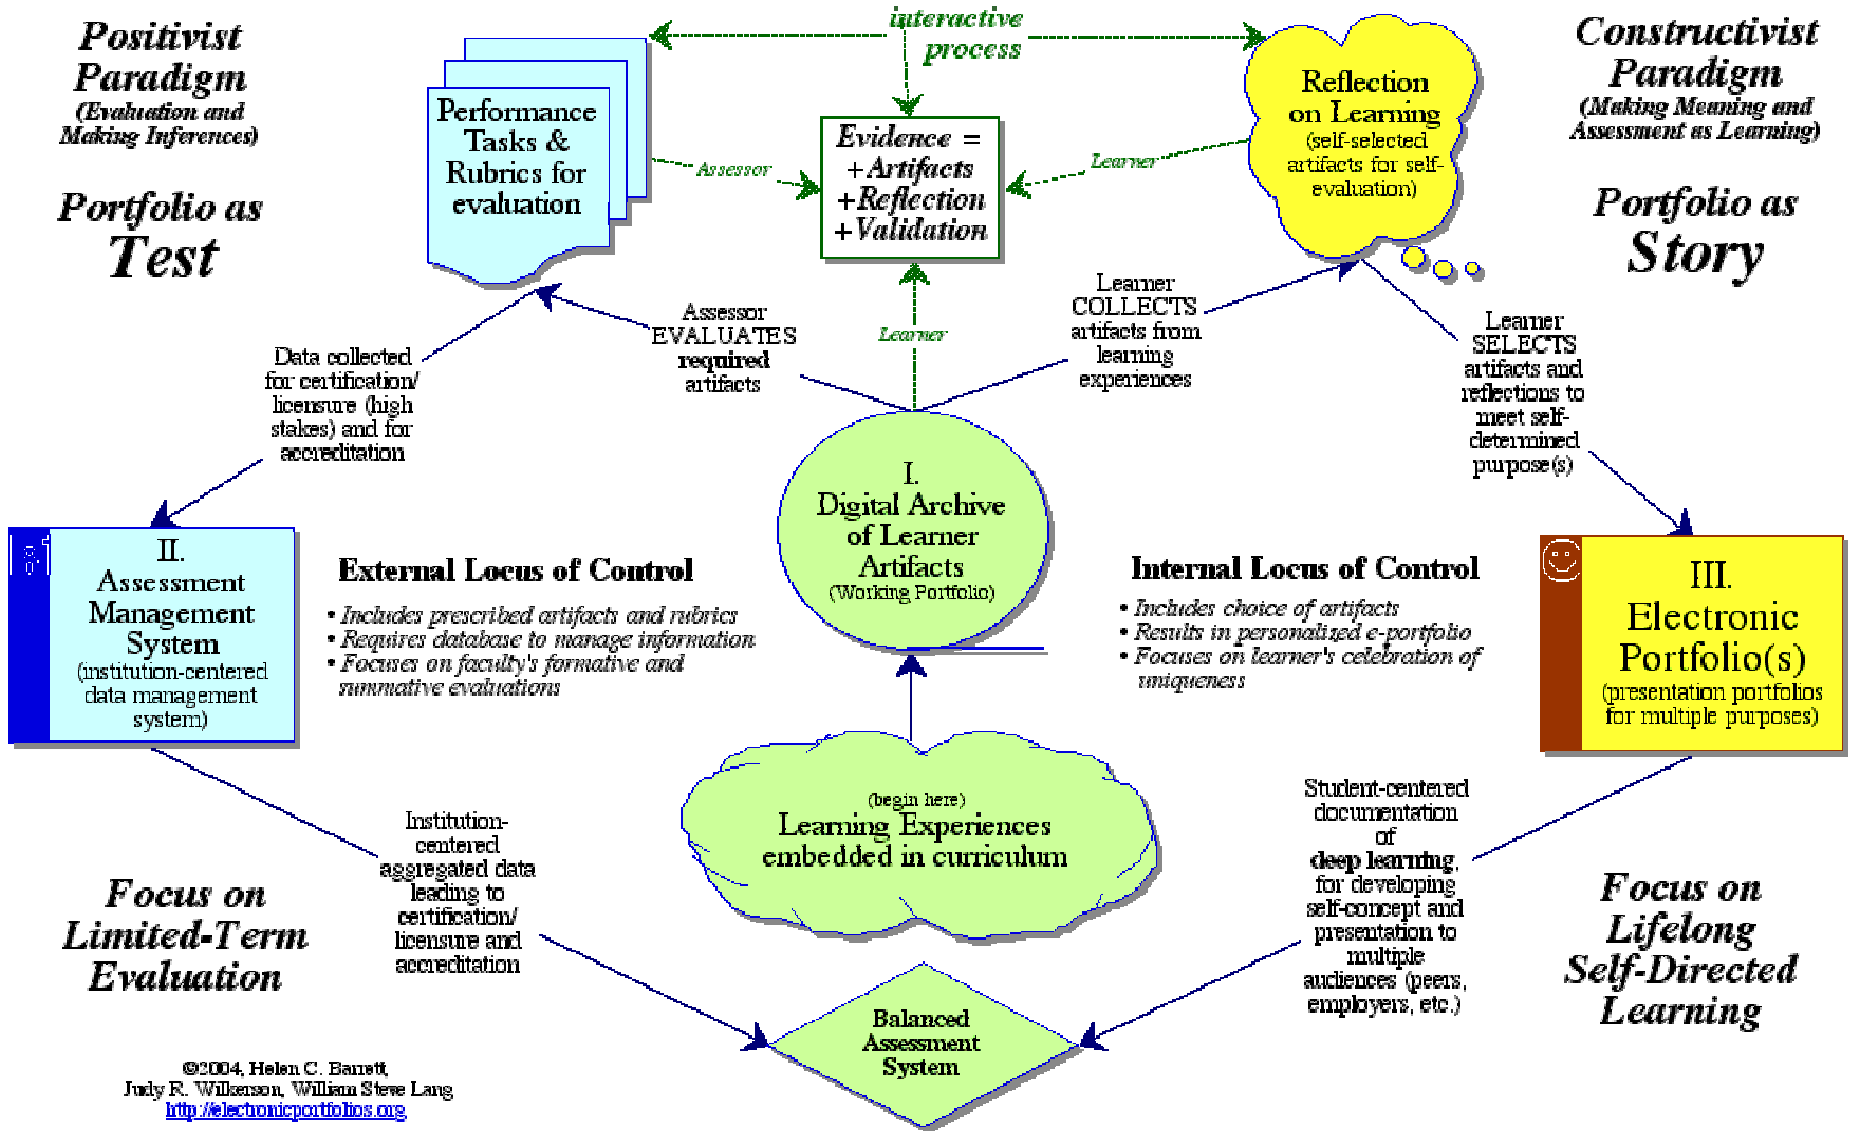 Positivist
Paradigm
(Evaluation and
Making Inferences)
Portfolio as
Test
Performance
Tasks &
Rubrics for
evaluation
interactive
process
Assessor
Evidence =
+Artifacts
+Reflection
+Validation
Learner
Reflection
on Learning
(self-selected
artifacts for self-
evaluation)
Constructivist
Paradigm
(Making Meaning and
Assessment as Learning)
Portfolio as
Story
Data collected
for certification/
licensure (high
stakes) and for
accreditation
Assessor
EVALUATES
required
artifacts
Learner
Learner
COLLECTS
artifacts from
learning
experiences
Learner
SELECTS
artifacts and
reflections to
meet self-
determined
purpose(s)
II.
Assessment
Management
System
(institution-centered
data management
system)
External Locus of Control
• Includes prescribed artifacts and rubrics
• Requires database to manage information
• Focuses on faculty's formative and
summative evaluations
I.
Digital Archive
of Learner
Artifacts
(Working Portfolio)
Internal Locus of Control
• Includes choice of artifacts
• Results in personalized e-portfolio
• Focuses on learner's celebration of
uniqueness
III.
Electronic
Portfolio(s)
(presentation portfolios
for multiple purposes)
(begin here)
Learning Experiences
embedded in curriculum
Institution-
centered
aggregated data
leading to
certification/
licensure and
accreditation
Student-centered
documentation
of
deep learning,
for developing
self-concept and
presentation to
multiple
audiences (peers,
employers, etc.)
Focus on
Limited-Term
Evaluation
Balanced
Assessment
System
Focus on
Lifelong
Self-Directed
Learning
©2004, Helen C. Barrett,
Judy R. Wilkerson, William Steve Lang
http://electronicportfolios.org